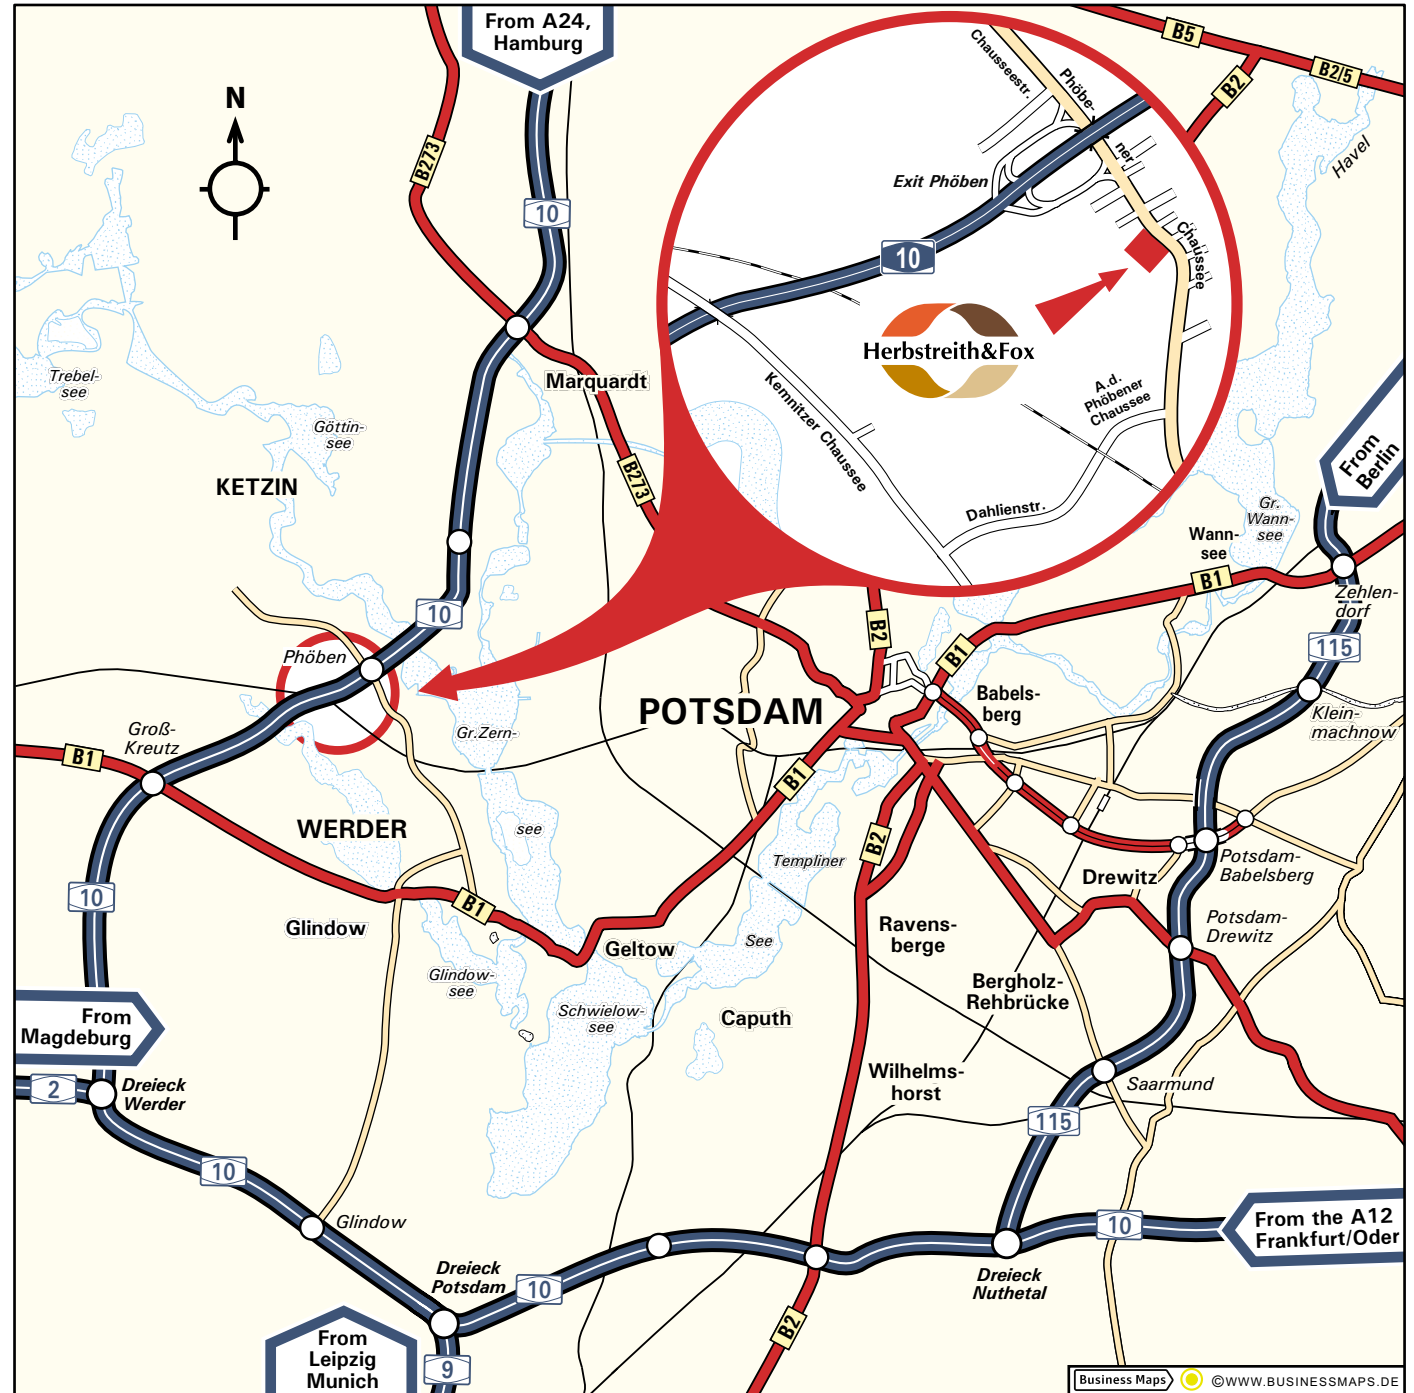 From A24,
Hamburg
B5
B2/5
B2
Havel
N
B273
10
Chausseestr.
Phöbe-
ner
Chaussee
Exit Phöben
10
Herbstreith&Fox
Kemnitzer Chaussee
A.d.
Phöbener
Chaussee
Dahlienstr.
Trebel-
see
Göttin-
see
KETZIN
Marquardt
B273
From
Berlin
Gr.
Wann-
see
Wann-
see
B1
Zehlen-
dorf
115
10
Phöben
B2
B1
POTSDAM
Babels-
berg
Klein-
machnow
Groß-
Kreutz
B1
Gr.Zern-
see
B1
WERDER
B2
Templiner
See
Drewitz
Potsdam-
Babelsberg
Potsdam-
Drewitz
10
B1
Glindow
Geltow
Ravens-
berge
Glindow-
see
Schwielow-
see
Caputh
Bergholz-
Rehbrücke
From
Magdeburg
2
Dreieck
Werder
Wilhelms-
horst
Saarmund
115
10
Glindow
Dreieck
Potsdam
10
Dreieck
Nuthetal
10
From the A12
Frankfurt/Oder
B2
From
Leipzig
Munich
9
Business Maps
©WWW.BUSINESSMAPS.DE